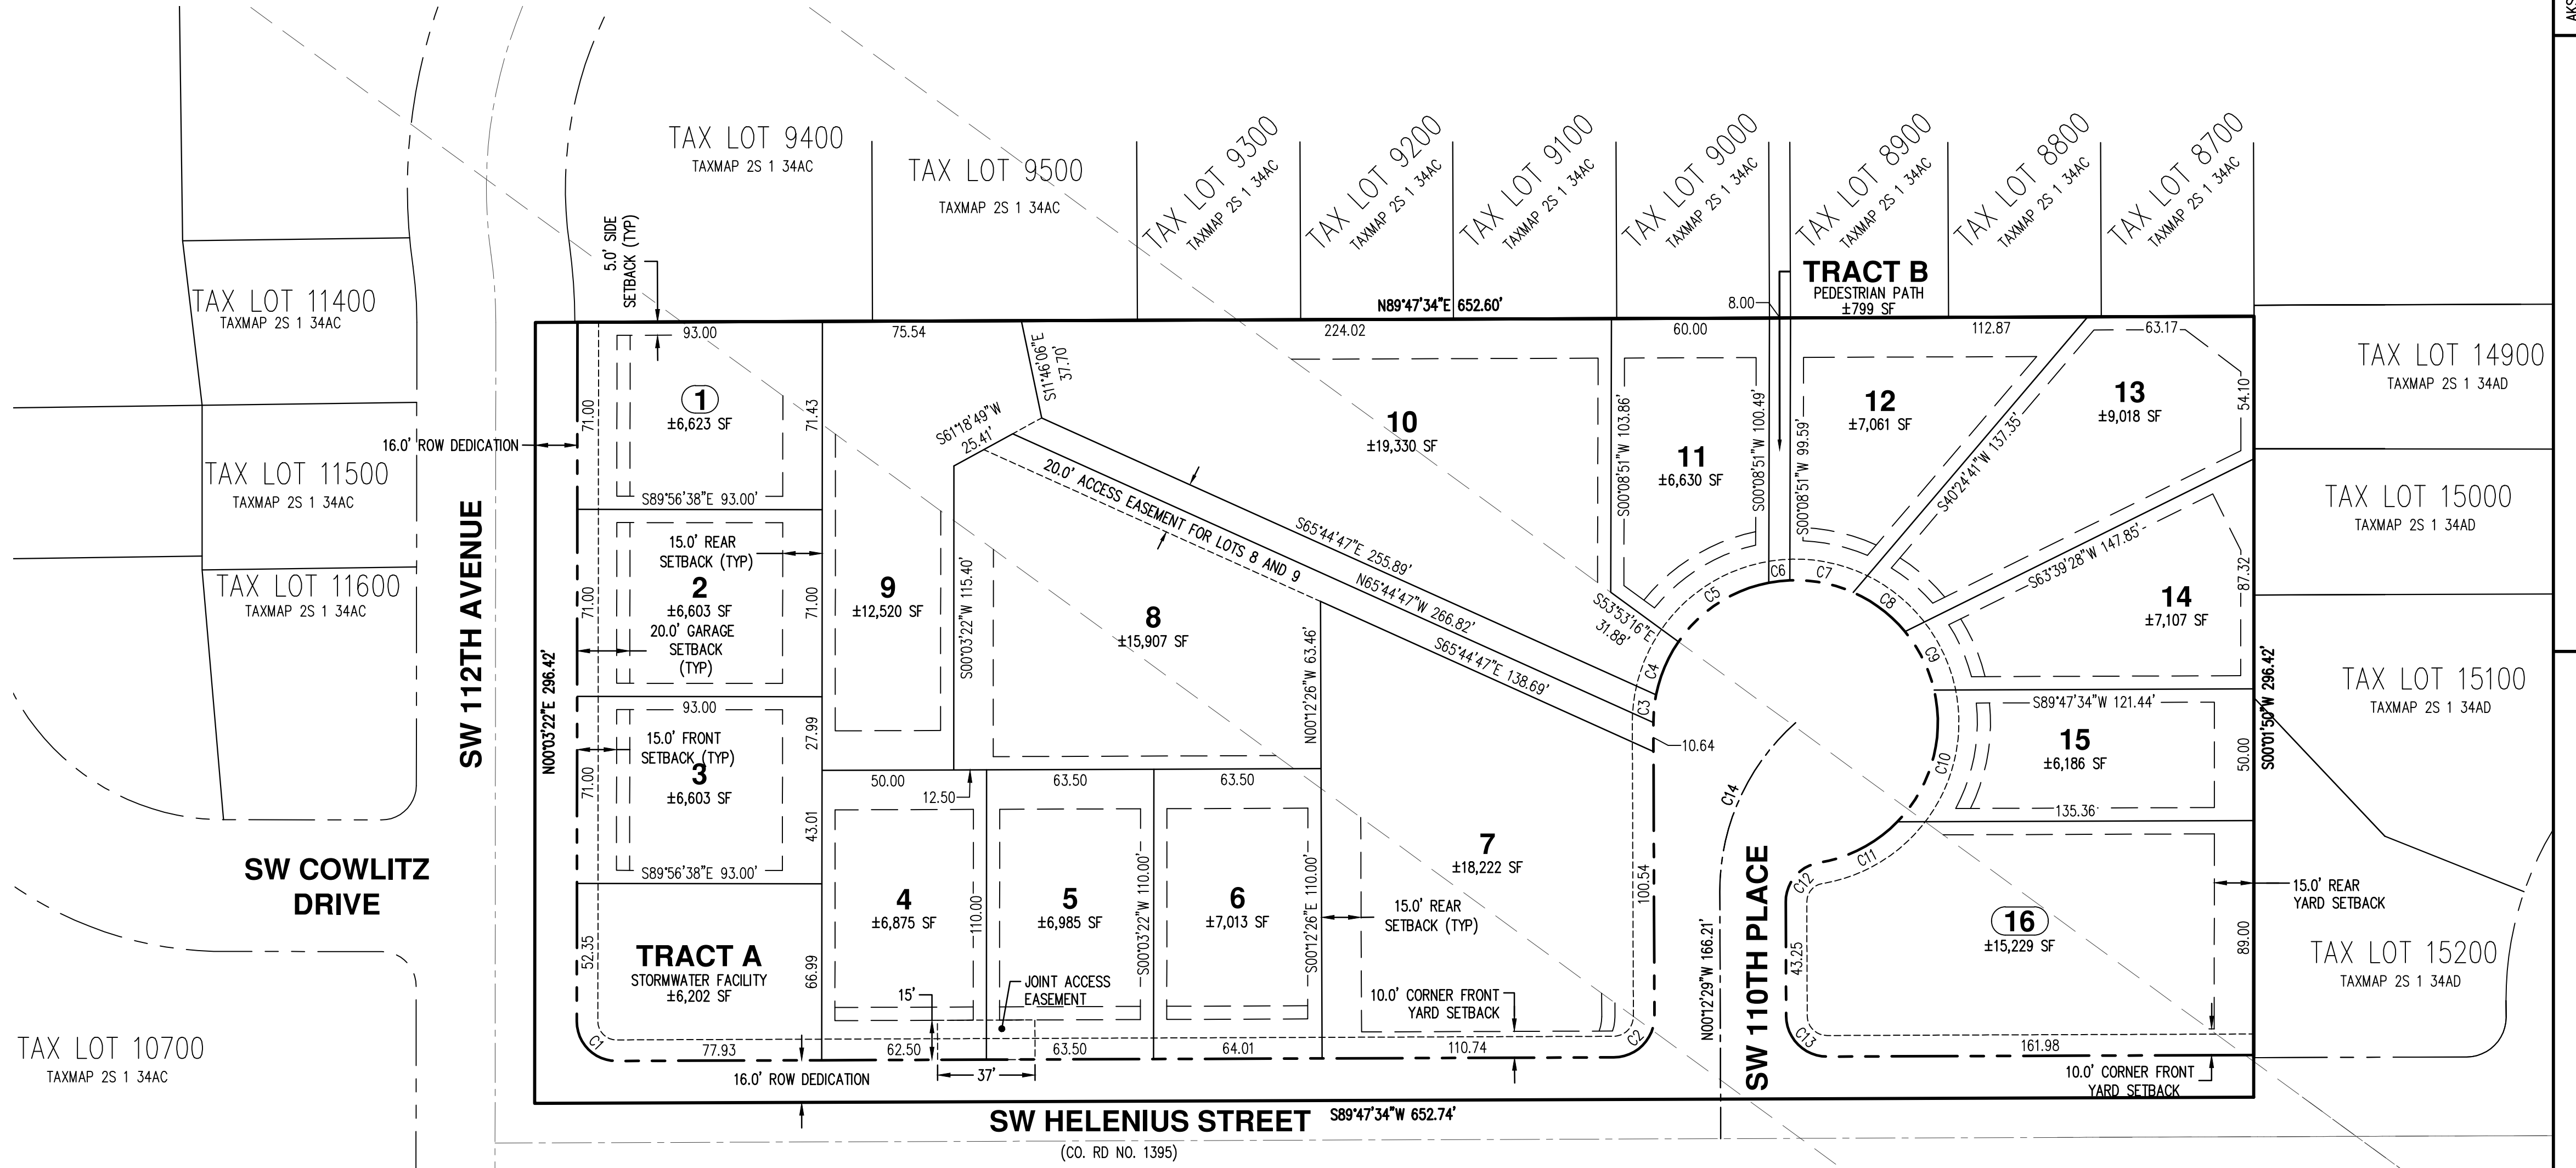 AKS
TAX LOT 9400
TAXMAP 2S 1 34AC
TAX LOT 9500
TAXMAP 2S 1 34AC
TAX LOT 9300
TAXMAP 2S 1 34AC
TAX LOT 9200
TAXMAP 2S 1 34AC
TAX LOT 9100
TAXMAP 2S 1 34AC
TAX LOT 9000
TAXMAP 2S 1 34AC
TAX LOT 8900
TAXMAP 2S 1 34AC
TAX LOT 8800
TAXMAP 2S 1 34AC
TAX LOT 8700
TAXMAP 2S 1 34AC
TAX LOT 11400
TAXMAP 2S 1 34AC
TAX LOT 11500
TAXMAP 2S 1 34AC
TAX LOT 11600
TAXMAP 2S 1 34AC
TAX LOT 10700
TAXMAP 2S 1 34AC
SW COWLITZ
DRIVE
SW 112TH AVENUE
N00°03'22"E 296.42'
16.0' ROW DEDICATION
5.0' SIDE
SETBACK (TYP)
N89°47'34"E 652.60'
8.00
TRACT B
PEDESTRIAN PATH
±799 SF
93.00
75.54
224.02
60.00
112.87
63.17
71.00
1
±6,623 SF
71.43
S89°56'38"E 93.00'
15.0' REAR
SETBACK (TYP)
71.00
2
±6,603 SF
20.0' GARAGE
SETBACK
(TYP)
71.00
93.00
15.0' FRONT
SETBACK (TYP)
71.00
3
±6,603 SF
27.99
43.01
S89°56'38"E 93.00'
52.35
TRACT A
STORMWATER FACILITY
±6,202 SF
66.99
C1
77.93
16.0' ROW DEDICATION
9
±12,520 SF
S11°46'06"E
37.70'
S61°18'49"W
25.41'
S00°03'22"W 115.40'
20.0' ACCESS EASEMENT FOR LOTS 8 AND 9
S65°44'47"E 255.89'
N65°44'47"W 266.82'
S65°44'47"E 138.69'
8
±15,907 SF
N00°12'26"W 63.46'
10
±19,330 SF
S00°08'51"W 103.86'
11
±6,630 SF
S00°08'51"W 100.49'
S00°08'51"W 99.59'
S53°53'16"E
31.88'
12
±7,061 SF
S40°24'41"W 137.35'
13
±9,018 SF
54.10
S63°39'28"W 147.85'
14
±7,107 SF
87.32
S89°47'34"W 121.44'
15
±6,186 SF
50.00
135.36
S00°01'50"W 296.42'
C3
C4
C5
C6
C7
C8
C9
C10
C11
C12
C13
C14
10.64
50.00
12.50
63.50
63.50
4
±6,875 SF
110.00
5
±6,985 SF
S00°03'22"W 110.00'
6
±7,013 SF
S00°12'26"E 110.00'
7
±18,222 SF
15.0' REAR
SETBACK (TYP)
100.54
10.0' CORNER FRONT
YARD SETBACK
C2
JOINT ACCESS
EASEMENT
15'
37'
62.50
63.50
64.01
110.74
N00°12'29"W 166.21'
SW 110TH PLACE
43.25
16
±15,229 SF
89.00
161.98
15.0' REAR
YARD SETBACK
10.0' CORNER FRONT
YARD SETBACK
SW HELENIUS STREET
S89°47'34"W 652.74'
(CO. RD NO. 1395)
TAX LOT 14900
TAXMAP 2S 1 34AD
TAX LOT 15000
TAXMAP 2S 1 34AD
TAX LOT 15100
TAXMAP 2S 1 34AD
TAX LOT 15200
TAXMAP 2S 1 34AD